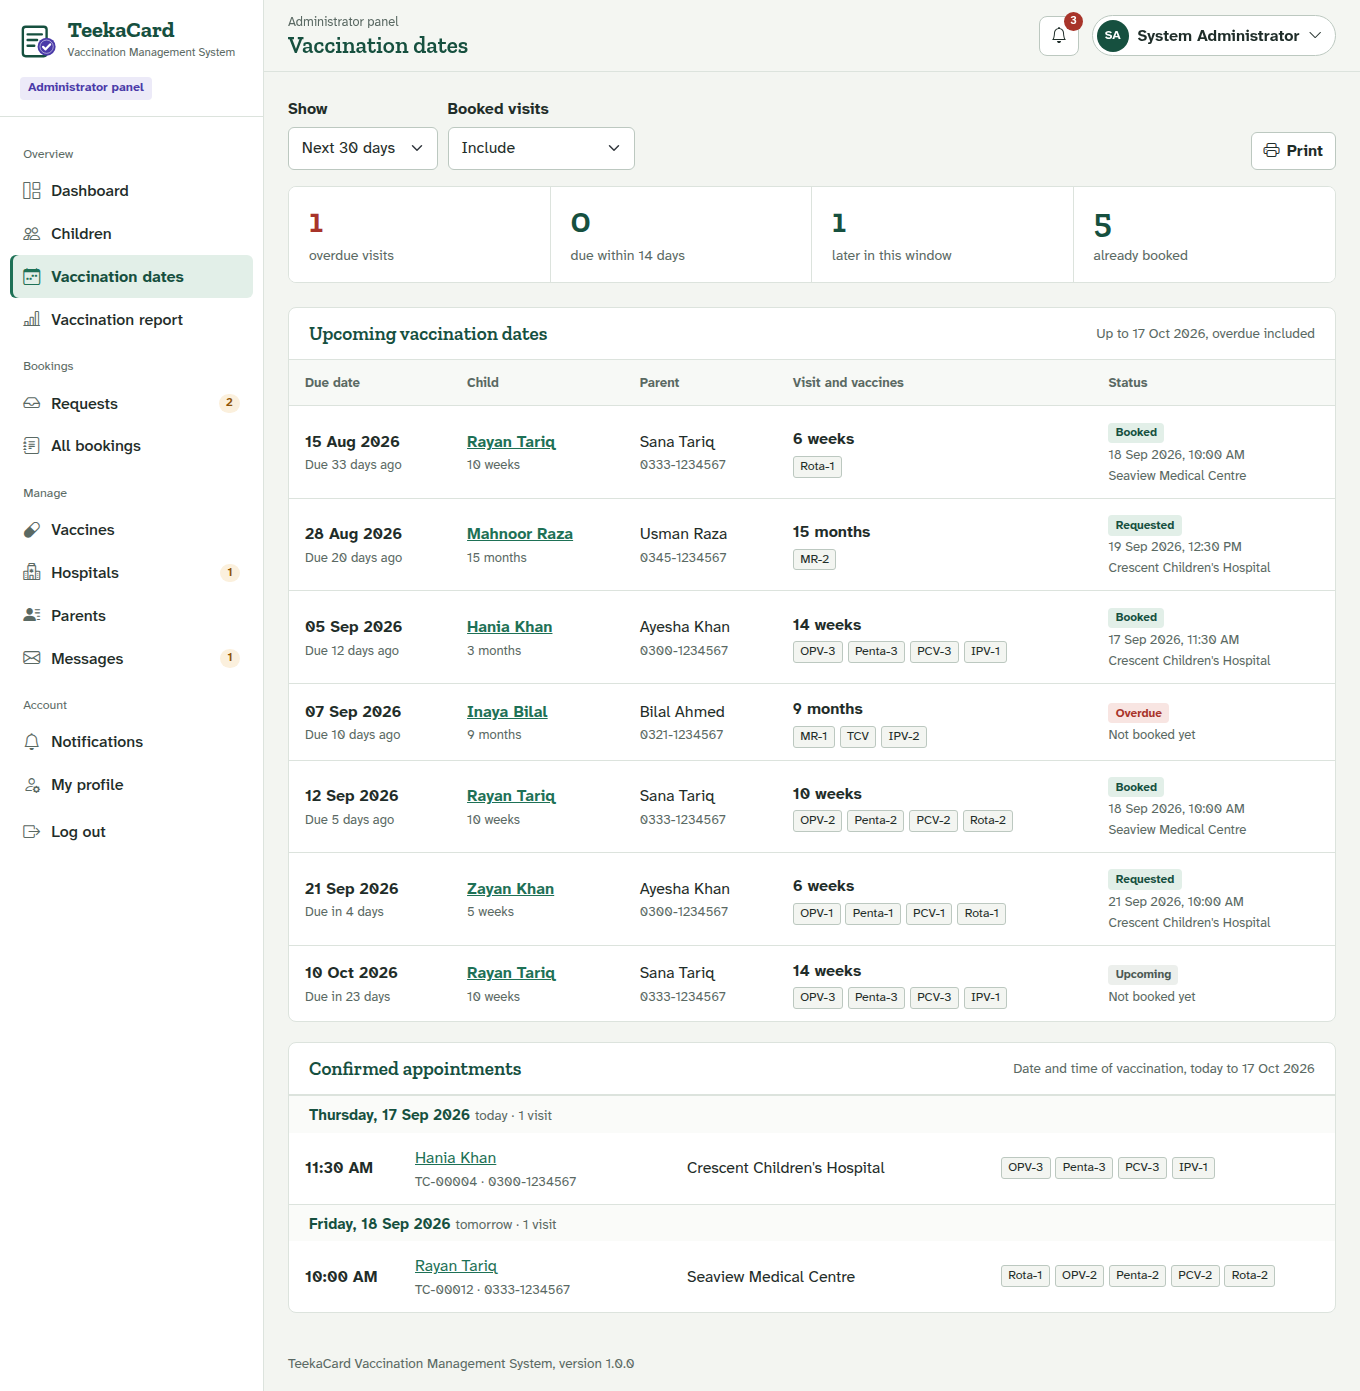 TeekaCard
Vaccination Management System
Administrator panel
Overview
Dashboard
Children
Vaccination dates
Vaccination report
Bookings
Requests 2
All bookings
Manage
Vaccines
Hospitals 1
Parents
Messages 1
Account
Notifications
My profile
Log out
Administrator panel
Vaccination dates
3
SA System Administrator
Show
Next 30 days
Booked visits
Include
Print
1
overdue visits
0
due within 14 days
1
later in this window
5
already booked
Upcoming vaccination dates
Up to 17 Oct 2026, overdue included
Due date Child Parent Visit and vaccines Status
15 Aug 2026 Rayan Tariq Sana Tariq 6 weeks Booked
Due 33 days ago 10 weeks 0333-1234567 Rota-1 18 Sep 2026, 10:00 AM
Seaview Medical Centre
28 Aug 2026 Mahnoor Raza Usman Raza 15 months Requested
Due 20 days ago 15 months 0345-1234567 MR-2 19 Sep 2026, 12:30 PM
Crescent Children's Hospital
05 Sep 2026 Hania Khan Ayesha Khan 14 weeks Booked
Due 12 days ago 3 months 0300-1234567 OPV-3 Penta-3 PCV-3 IPV-1 17 Sep 2026, 11:30 AM
Crescent Children's Hospital
07 Sep 2026 Inaya Bilal Bilal Ahmed 9 months Overdue
Due 10 days ago 9 months 0321-1234567 MR-1 TCV IPV-2 Not booked yet
12 Sep 2026 Rayan Tariq Sana Tariq 10 weeks Booked
Due 5 days ago 10 weeks 0333-1234567 OPV-2 Penta-2 PCV-2 Rota-2 18 Sep 2026, 10:00 AM
Seaview Medical Centre
21 Sep 2026 Zayan Khan Ayesha Khan 6 weeks Requested
Due in 4 days 5 weeks 0300-1234567 OPV-1 Penta-1 PCV-1 Rota-1 21 Sep 2026, 10:00 AM
Crescent Children's Hospital
10 Oct 2026 Rayan Tariq Sana Tariq 14 weeks Upcoming
Due in 23 days 10 weeks 0333-1234567 OPV-3 Penta-3 PCV-3 IPV-1 Not booked yet
Confirmed appointments
Date and time of vaccination, today to 17 Oct 2026
Thursday, 17 Sep 2026 today · 1 visit
11:30 AM Hania Khan Crescent Children's Hospital OPV-3 Penta-3 PCV-3 IPV-1
TC-00004 · 0300-1234567
Friday, 18 Sep 2026 tomorrow · 1 visit
10:00 AM Rayan Tariq Seaview Medical Centre Rota-1 OPV-2 Penta-2 PCV-2 Rota-2
TC-00012 · 0333-1234567
TeekaCard Vaccination Management System, version 1.0.0